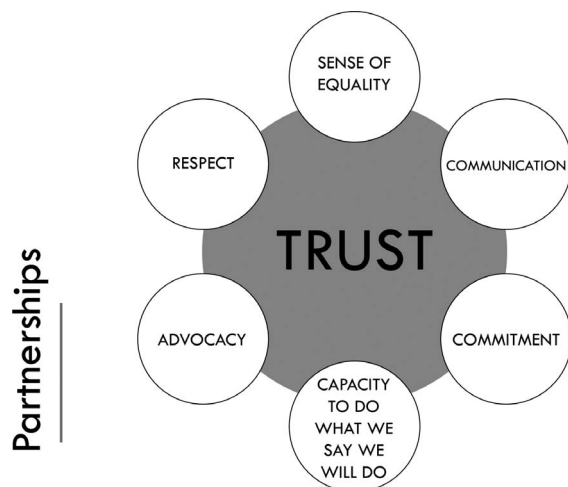 SENSE OF
EQUALITY
RESPECT
COMMUNICATION
TRUST
ADVOCACY
COMMITMENT
CAPACITY
TO DO
WHAT WE
SAY WE
WILL DO
Partnerships